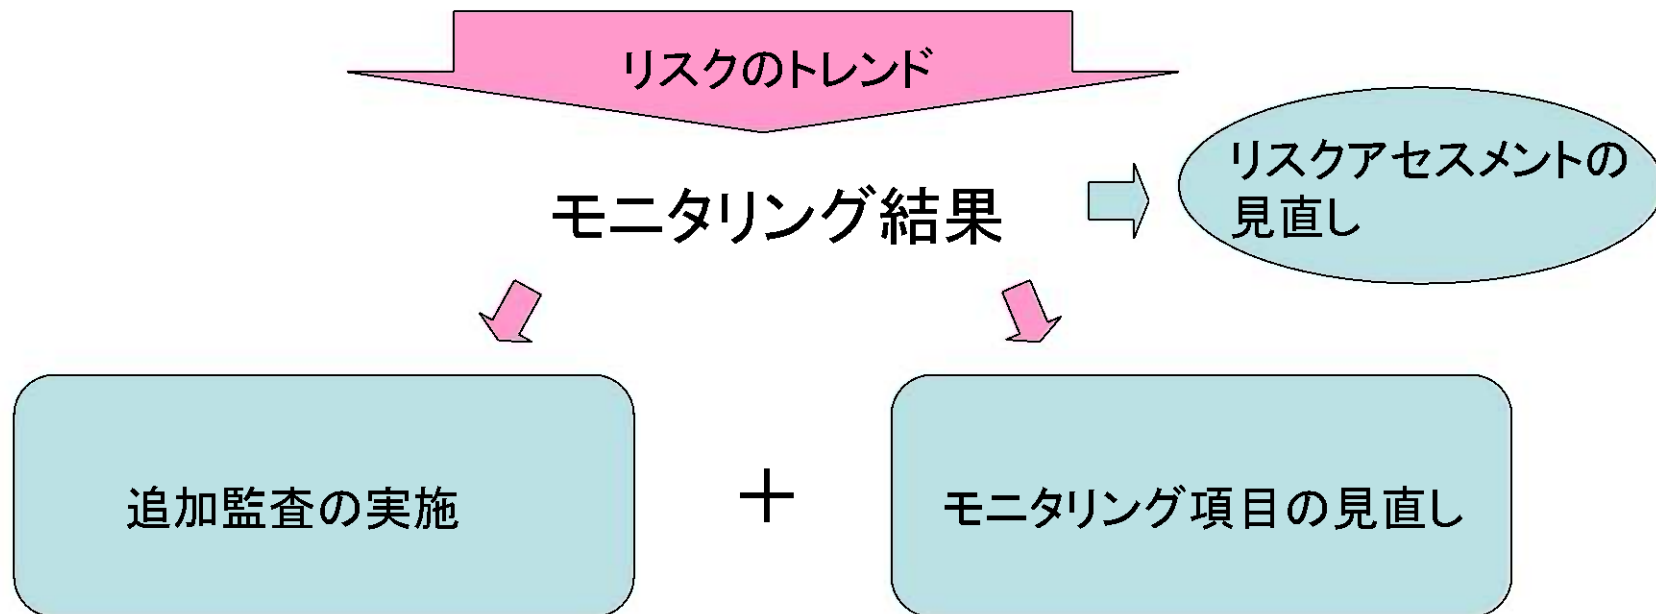 リスクのトレンド
リスクアセスメントの
見直し
モニタリング結果
追加監査の実施
＋
モニタリング項目の見直し